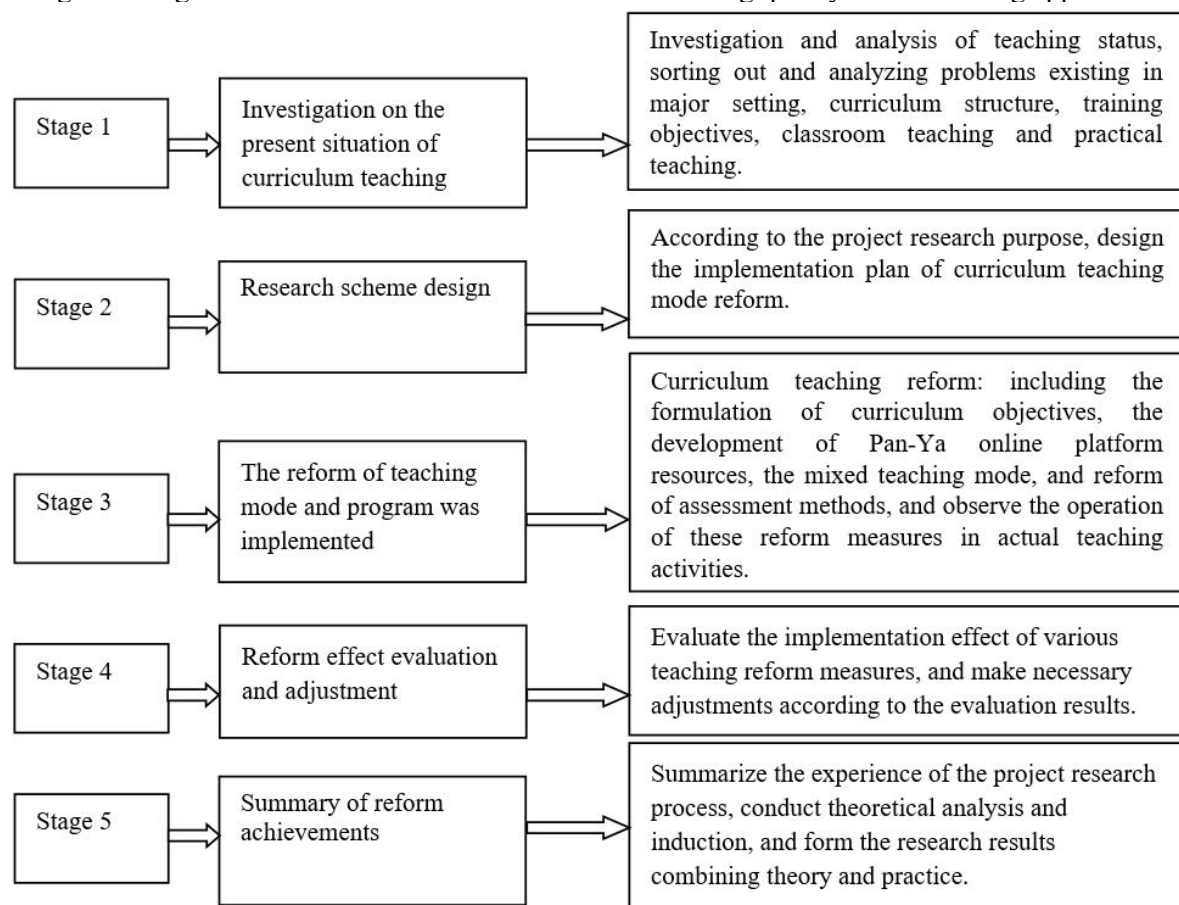 Stage 1
Investigation on the
present situation of
curriculum teaching
Investigation and analysis of teaching status,
sorting out and analyzing problems existing in
major setting, curriculum structure, training
objectives, classroom teaching and practical
teaching.
Stage 2
Research scheme design
According to the project research purpose, design
the implementation plan of curriculum teaching
mode reform.
Stage 3
The reform of teaching
mode and program was
implemented
Curriculum teaching reform: including the
formulation of curriculum objectives, the
development of Pan-Ya online platform
resources, the mixed teaching mode, and reform
of assessment methods, and observe the operation
of these reform measures in actual teaching
activities.
Stage 4
Reform effect evaluation
and adjustment
Evaluate the implementation effect of various
teaching reform measures, and make necessary
adjustments according to the evaluation results.
Stage 5
Summary of reform
achievements
Summarize the experience of the project research
process, conduct theoretical analysis and
induction, and form the research results
combining theory and practice.